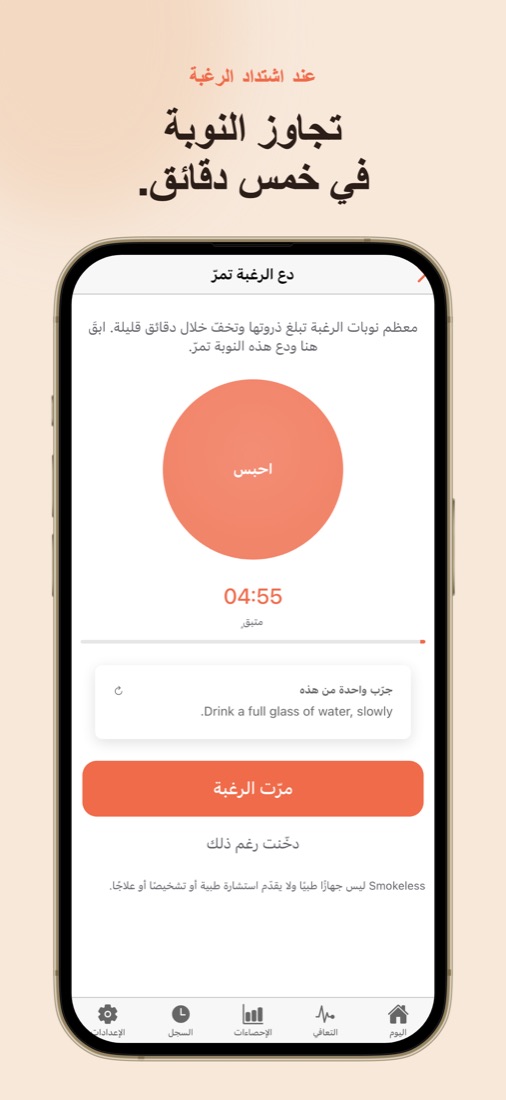 عند اشتداد الرغبة
تجاوز النوبة
في خمس دقائق.
دع الرغبة تمرّ
معظم نوبات الرغبة تبلغ ذروتها وتخفّ خلال دقائق قليلة. ابقَ
هنا ودع هذه النوبة تمرّ.
احبس
04:55
متبقٍ
جرّب واحدة من هذه
Drink a full glass of water, slowly.
مرّت الرغبة
دخّنت رغم ذلك
Smokeless ليس جهازًا طبيًا ولا يقدّم استشارة طبية أو تشخيصًا أو علاجًا.
اليوم
التعافي
الإحصاءات
السجل
الإعدادات